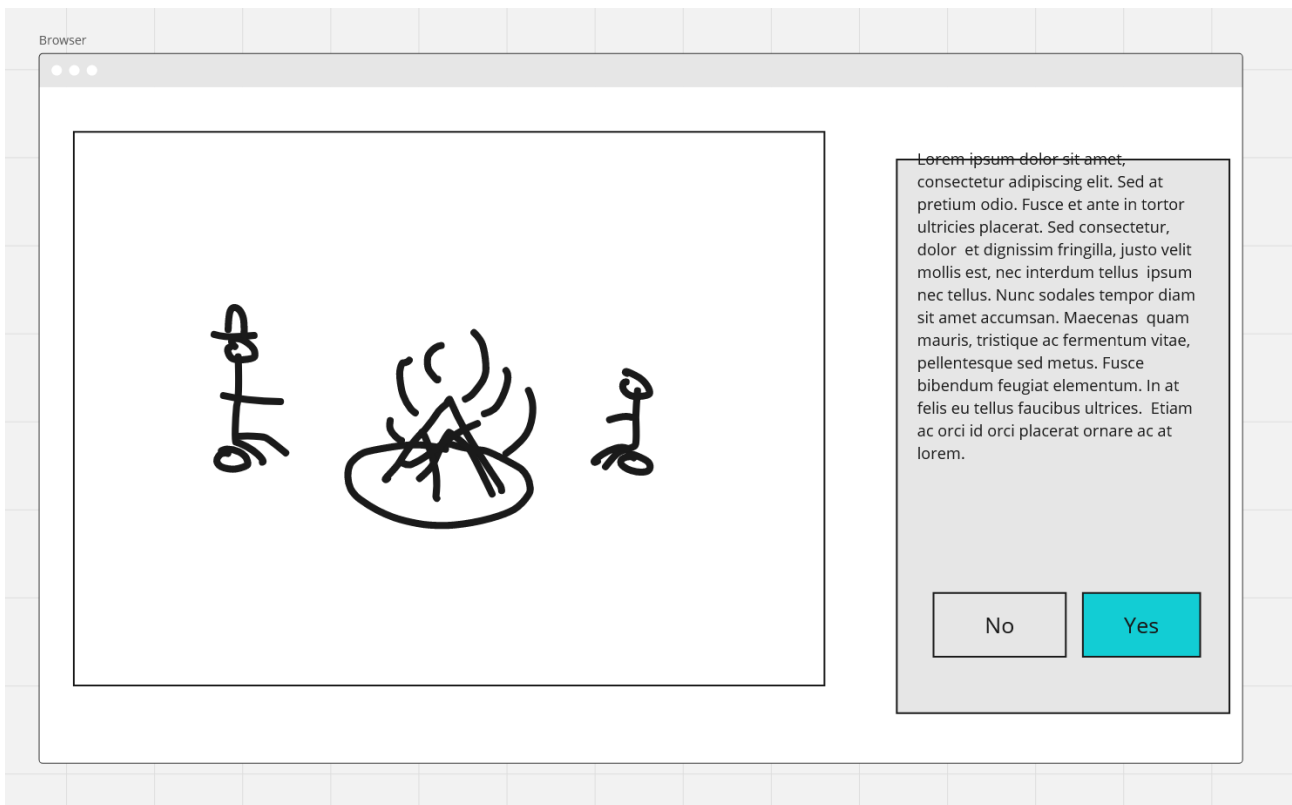 Browser
Lorem ipsum dolor sit amet,
consectetur adipiscing elit. Sed at
pretium odio. Fusce et ante in tortor
ultricies placerat. Sed consectetur,
dolor  et dignissim fringilla, justo velit
mollis est, nec interdum tellus  ipsum
nec tellus. Nunc sodales tempor diam
sit amet accumsan. Maecenas  quam
mauris, tristique ac fermentum vitae,
pellentesque sed metus. Fusce
bibendum feugiat elementum. In at
felis eu tellus faucibus ultrices.  Etiam
ac orci id orci placerat ornare ac at
lorem.
No
Yes